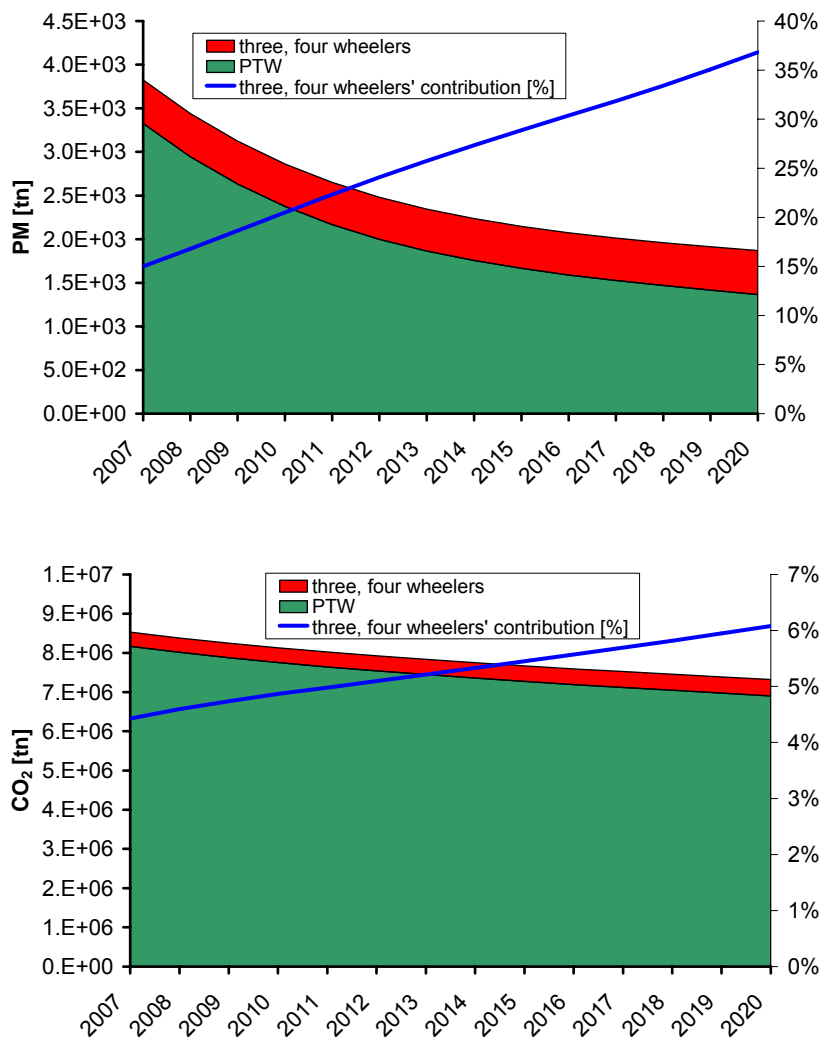 4.5E+03
4.0E+03
3.5E+03
3.0E+03
2.5E+03
2.0E+03
1.5E+03
1.0E+03
5.0E+02
0.0E+00
PM [tn]
three, four wheelers
PTW
three, four wheelers' contribution [%]
40%
35%
30%
25%
20%
15%
10%
5%
0%
2007
2008
2009
2010
2011
2012
2013
2014
2015
2016
2017
2018
2019
2020
1.E+07
9.E+06
8.E+06
7.E+06
6.E+06
5.E+06
4.E+06
3.E+06
2.E+06
1.E+06
0.E+00
CO₂ [tn]
three, four wheelers
PTW
three, four wheelers' contribution [%]
7%
6%
5%
4%
3%
2%
1%
0%
2007
2008
2009
2010
2011
2012
2013
2014
2015
2016
2017
2018
2019
2020